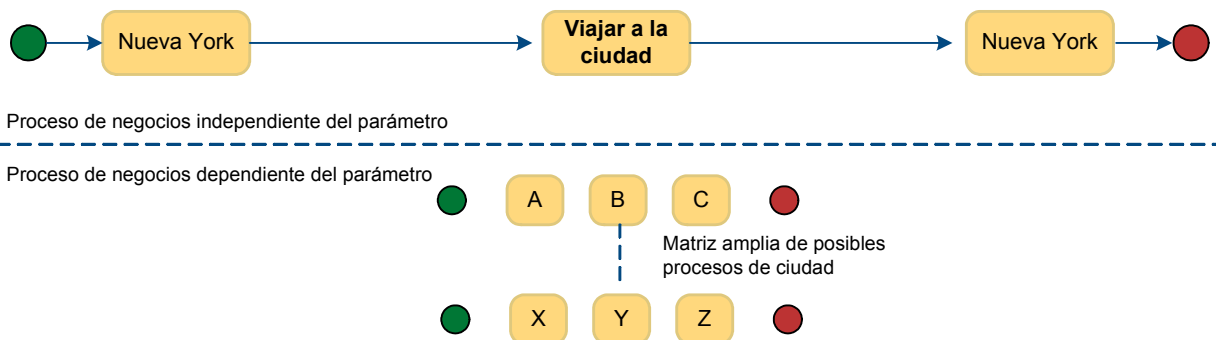 Nueva York
Viajar a la
ciudad
Nueva York
Proceso de negocios independiente del parámetro
Proceso de negocios dependiente del parámetro
A
B
C
Matriz amplia de posibles
procesos de ciudad
X
Y
Z